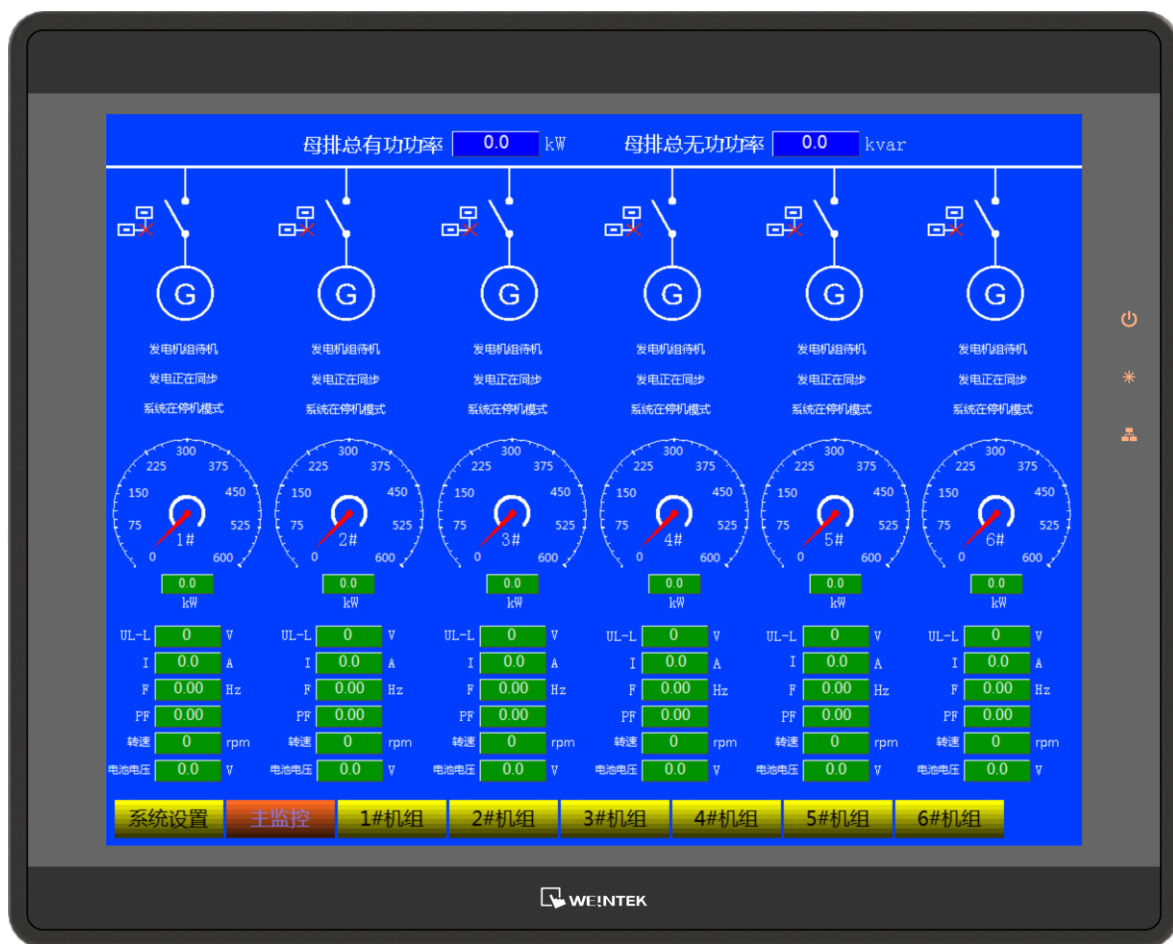 母排总有功功率 0.0 kW 母排总无功功率 0.0 kvar
G G G G G G
发电机组待机 发电机组待机 发电机组待机 发电机组待机 发电机组待机 发电机组待机
发电正在同步 发电正在同步 发电正在同步 发电正在同步 发电正在同步 发电正在同步
系统在停机模式 系统在停机模式 系统在停机模式 系统在停机模式 系统在停机模式 系统在停机模式
300 300 300 300 300 300
225 375 225 375 225 375 225 375 225 375 225 375
150 450 150 450 150 450 150 450 150 450 150 450
75 525 75 525 75 525 75 525 75 525 75 525
1# 2# 3# 4# 5# 6#
0 600 0 600 0 600 0 600 0 600 0 600
0.0 0.0 0.0 0.0 0.0 0.0
kW kW kW kW kW kW
UL-L 0 V UL-L 0 V UL-L 0 V UL-L 0 V UL-L 0 V UL-L 0 V
I 0.0 A I 0.0 A I 0.0 A I 0.0 A I 0.0 A I 0.0 A
F 0.00 Hz F 0.00 Hz F 0.00 Hz F 0.00 Hz F 0.00 Hz F 0.00 Hz
PF 0.00 PF 0.00 PF 0.00 PF 0.00 PF 0.00 PF 0.00
转速 0 rpm 转速 0 rpm 转速 0 rpm 转速 0 rpm 转速 0 rpm 转速 0 rpm
电池电压 0.0 V 电池电压 0.0 V 电池电压 0.0 V 电池电压 0.0 V 电池电压 0.0 V 电池电压 0.0 V
系统设置 主监控 1#机组 2#机组 3#机组 4#机组 5#机组 6#机组
WE!NTEK